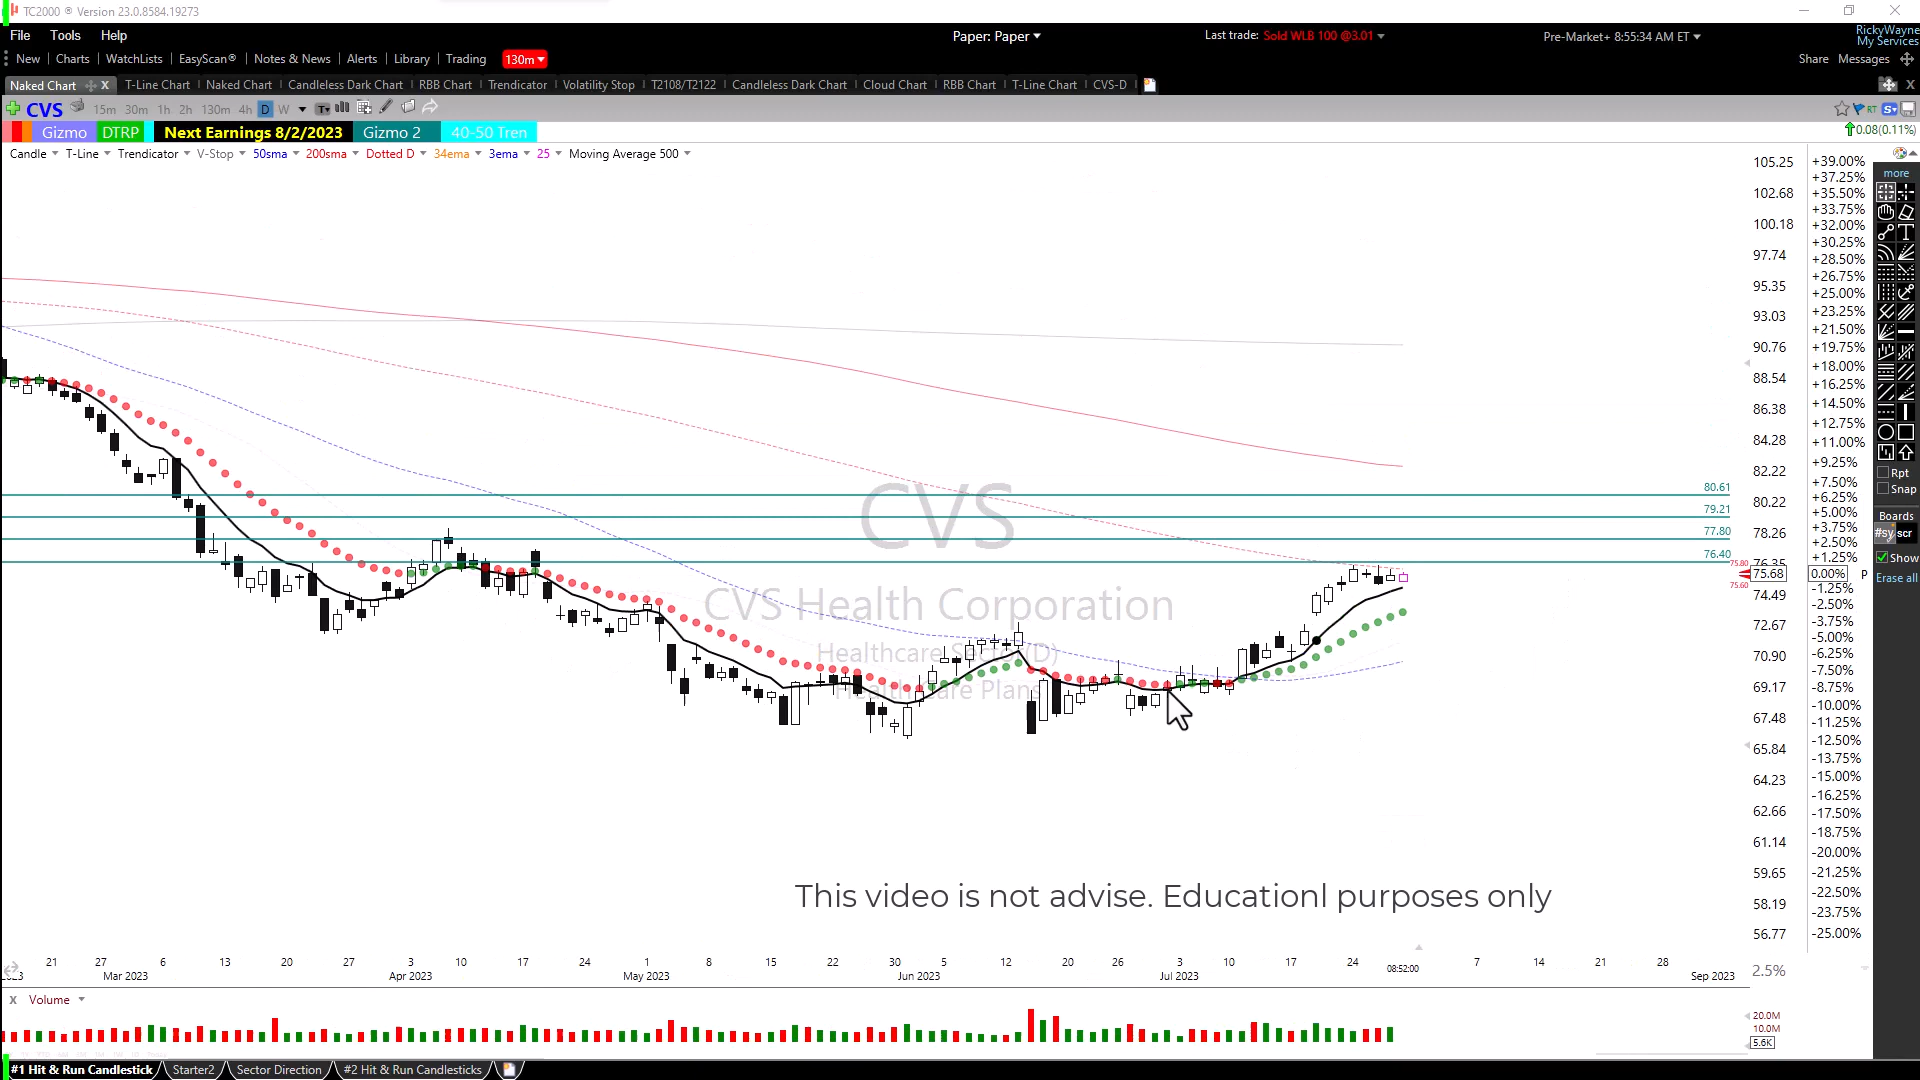 TC2000 ® Version 23.0.8584.19273
File Tools Help
Paper: Paper
Last trade: Sold WLB 100 @3.01
Pre-Market+ 8:55:34 AM ET
RickyWayne
My Services
New Charts WatchLists EasyScan® Notes & News Alerts Library Trading 130m
Share Messages
Naked Chart X T-Line Chart Naked Chart Candleless Dark Chart RBB Chart Trendicator Volatility Stop T2108/T2122 Candleless Dark Chart Cloud Chart RBB Chart T-Line Chart CVS-D
CVS 15m 30m 1h 2h 130m 4h D W
RT
Gizmo DTRP Next Earnings 8/2/2023 Gizmo 2 40-50 Tren
0.08(0.11%)
Candle T-Line Trendicator V-Stop 50sma 200sma Dotted D 34ema 3ema 25 Moving Average 500
105.25 +39.00%
+37.25%
102.68 +35.50%
+33.75%
100.18 +32.00%
+30.25%
97.74 +28.50%
+26.75%
95.35 +25.00%
+23.25%
93.03 +21.50%
90.76 +19.75%
+18.00%
88.54 +16.25%
86.38 +14.50%
+12.75%
84.28 +11.00%
82.22 +9.25%
+7.50%
80.22 +6.25%
+5.00%
78.26 +3.75%
+2.50%
+1.25%
76.35
75.68 0.00% P
-1.25%
74.49 -2.50%
72.67 -3.75%
-5.00%
70.90 -6.25%
-7.50%
69.17 -8.75%
-10.00%
67.48 -11.25%
65.84 -12.50%
-13.75%
64.23 -15.00%
-16.25%
62.66 -17.50%
61.14 -18.75%
-20.00%
59.65 -21.25%
-22.50%
58.19 -23.75%
56.77 -25.00%
80.61
79.21
77.80
76.40
75.80
75.60
more
Rpt
Snap
Boards
#sy scr
Show
Erase all
CVS
CVS Health Corporation
Healthcare Sector (D)
Healthcare Plans
This video is not advise. Educationl purposes only
21 27 6 13 20 27 3 10 17 24 1 8 15 22 30 5 12 20 26 3 10 17 24 08:52:00 7 14 21 28
Mar 2023 Apr 2023 May 2023 Jun 2023 Jul 2023 Sep 2023
2.5%
X Volume
20.0M
10.0M
5.6K
#1 Hit & Run Candlestick Starter2 Sector Direction #2 Hit & Run Candlesticks